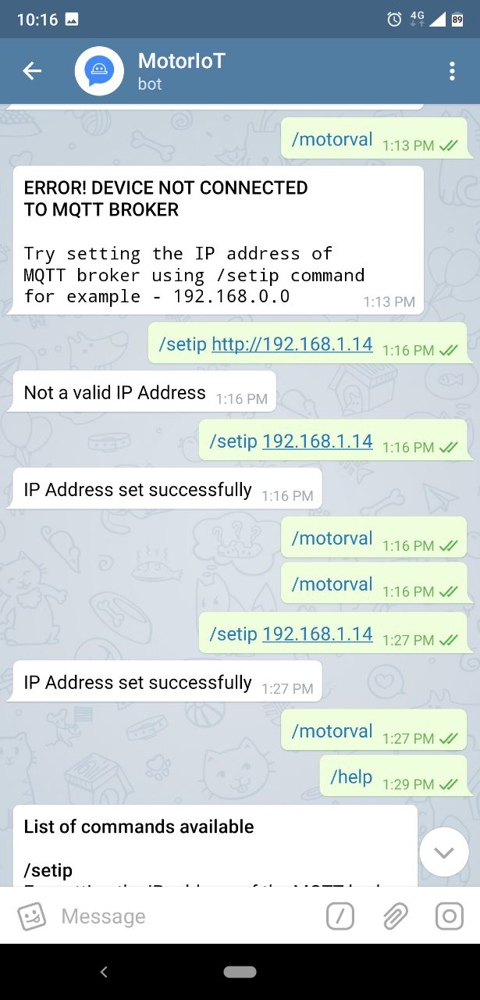 10:16
4G
89
MotorIoT
bot
/motorval 1:13 PM
ERROR! DEVICE NOT CONNECTED
TO MQTT BROKER
Try setting the IP address of
MQTT broker using /setip command
for example - 192.168.0.0 1:13 PM
/setip http://192.168.1.14 1:16 PM
Not a valid IP Address 1:16 PM
/setip 192.168.1.14 1:16 PM
IP Address set successfully 1:16 PM
/motorval 1:16 PM
/motorval 1:16 PM
/setip 192.168.1.14 1:27 PM
IP Address set successfully 1:27 PM
/motorval 1:27 PM
/help 1:29 PM
List of commands available
/setip
Message